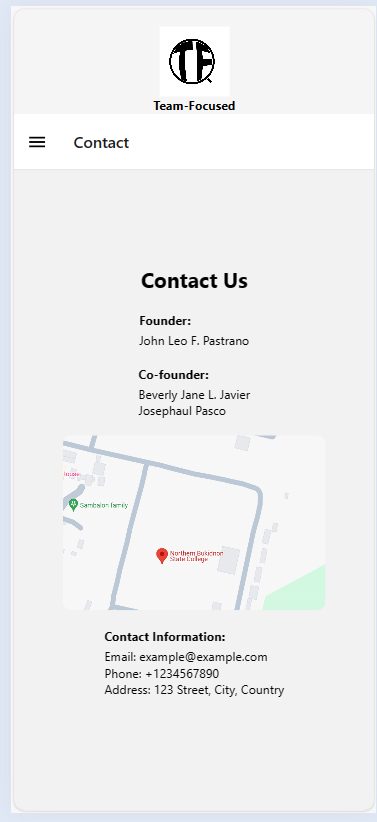 TF
Team-Focused
Contact
Contact Us
Founder:
John Leo F. Pastrano
Co-founder:
Beverly Jane L. Javier
Josephaul Pasco
House
Sambalon family
Northern Bukidnon
State College
Contact Information:
Email: example@example.com
Phone: +1234567890
Address: 123 Street, City, Country